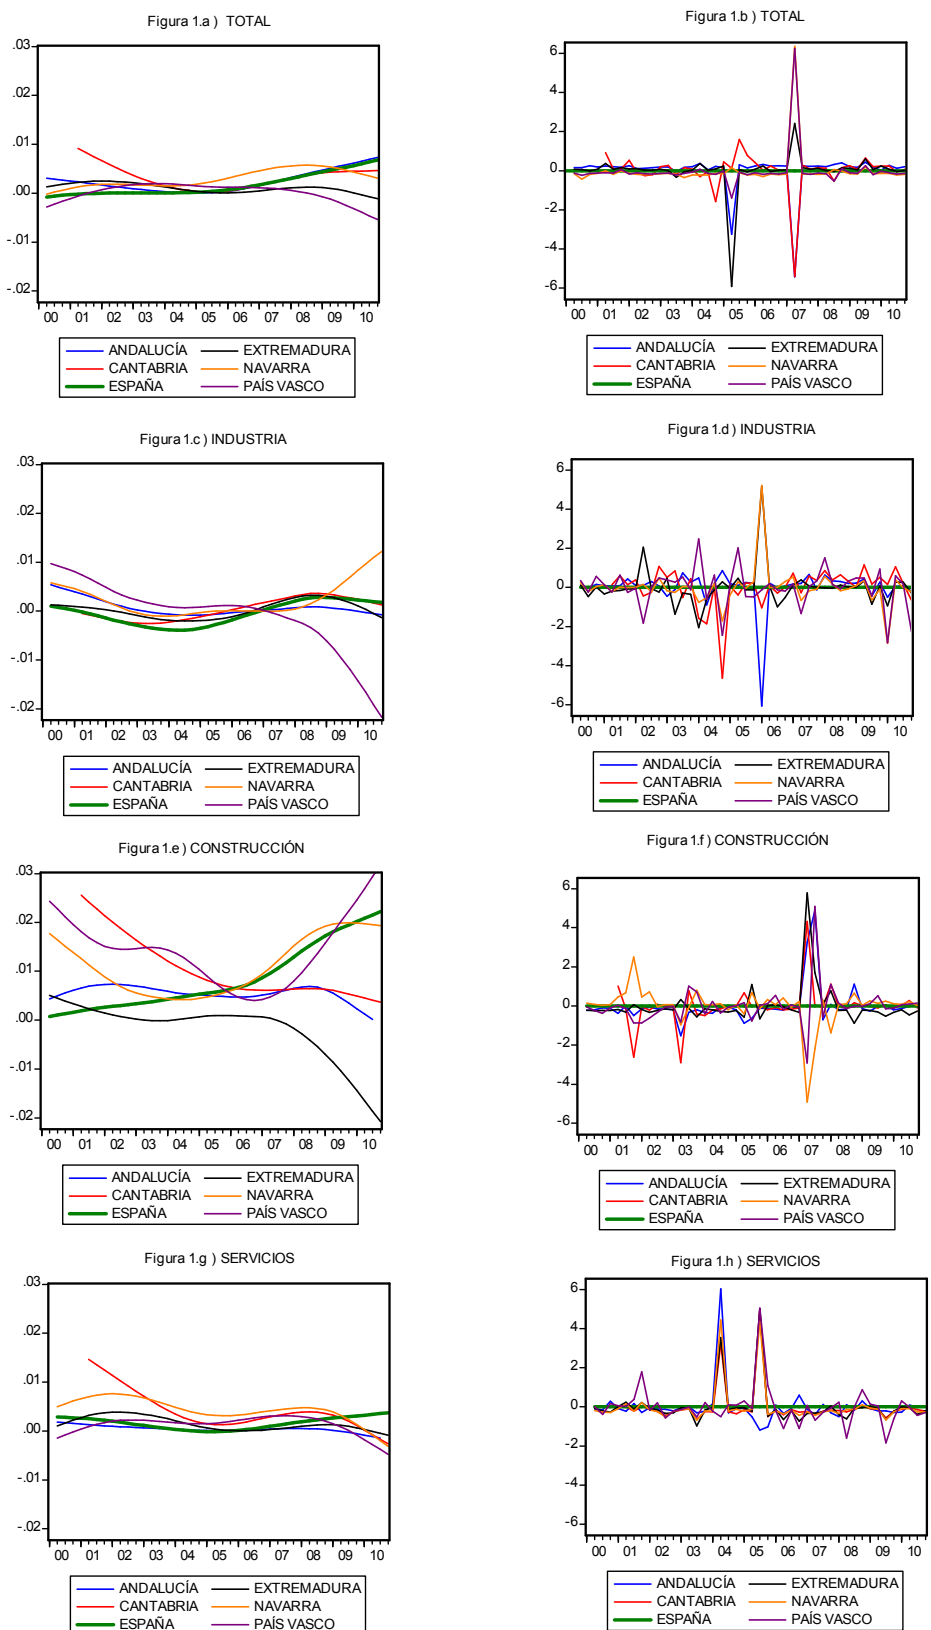 Figura 1.a ) TOTAL
.03
.02
.01
.00
-.01
-.02
00 01 02 03 04 05 06 07 08 09 10
ANDALUCÍA EXTREMADURA
CANTABRIA NAVARRA
ESPAÑA PAÍS VASCO
Figura 1.b ) TOTAL
6
4
2
0
-2
-4
-6
00 01 02 03 04 05 06 07 08 09 10
ANDALUCÍA EXTREMADURA
CANTABRIA NAVARRA
ESPAÑA PAÍS VASCO
Figura 1.c ) INDUSTRIA
.03
.02
.01
.00
-.01
-.02
00 01 02 03 04 05 06 07 08 09 10
ANDALUCÍA EXTREMADURA
CANTABRIA NAVARRA
ESPAÑA PAÍS VASCO
Figura 1.d ) INDUSTRIA
6
4
2
0
-2
-4
-6
00 01 02 03 04 05 06 07 08 09 10
ANDALUCÍA EXTREMADURA
CANTABRIA NAVARRA
ESPAÑA PAÍS VASCO
Figura 1.e ) CONSTRUCCIÓN
.03
.02
.01
.00
-.01
-.02
00 01 02 03 04 05 06 07 08 09 10
ANDALUCÍA EXTREMADURA
CANTABRIA NAVARRA
ESPAÑA PAÍS VASCO
Figura 1.f ) CONSTRUCCIÓN
6
4
2
0
-2
-4
-6
00 01 02 03 04 05 06 07 08 09 10
ANDALUCÍA EXTREMADURA
CANTABRIA NAVARRA
ESPAÑA PAÍS VASCO
Figura 1.g ) SERVICIOS
.03
.02
.01
.00
-.01
-.02
00 01 02 03 04 05 06 07 08 09 10
ANDALUCÍA EXTREMADURA
CANTABRIA NAVARRA
ESPAÑA PAÍS VASCO
Figura 1.h ) SERVICIOS
6
4
2
0
-2
-4
-6
00 01 02 03 04 05 06 07 08 09 10
ANDALUCÍA EXTREMADURA
CANTABRIA NAVARRA
ESPAÑA PAÍS VASCO